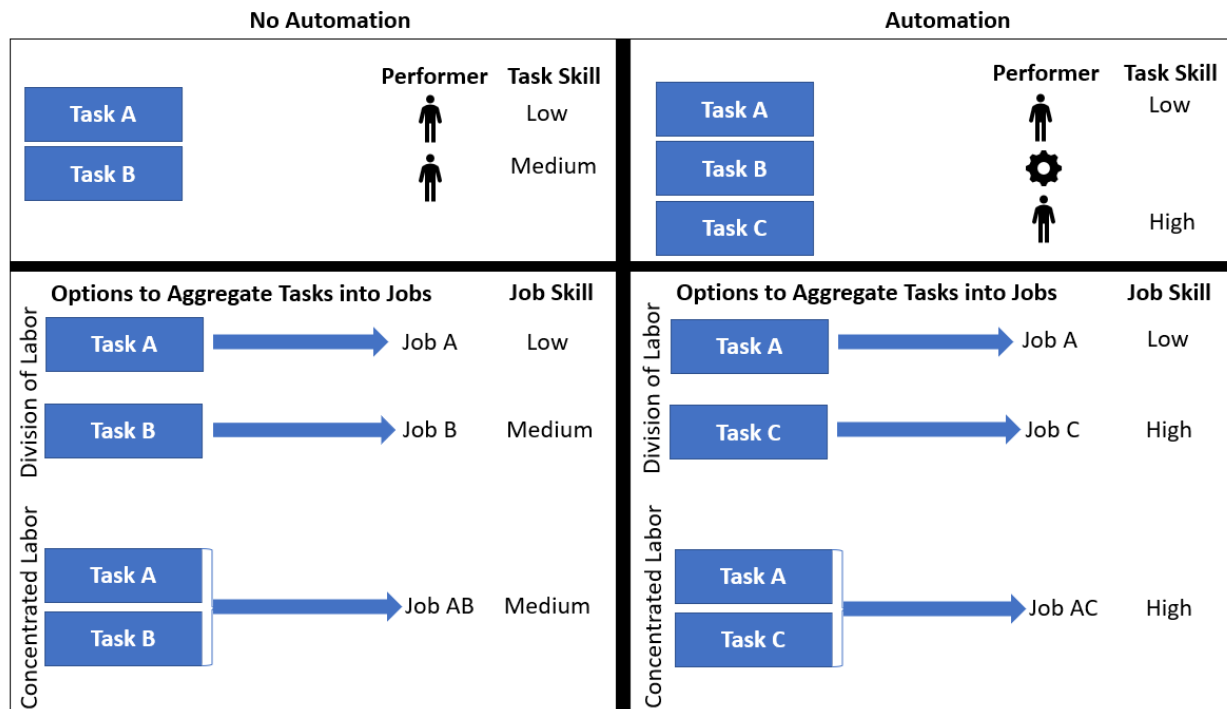 No Automation
Automation
Performer Task Skill
Task A Low
Task B Medium
Performer Task Skill
Task A Low
Task B
Task C High
Options to Aggregate Tasks into Jobs Job Skill
Division of Labor
Task A Job A Low
Task B Job B Medium
Concentrated Labor
Task A
Job AB Medium
Task B
Options to Aggregate Tasks into Jobs Job Skill
Division of Labor
Task A Job A Low
Task C Job C High
Concentrated Labor
Task A
Job AC High
Task C